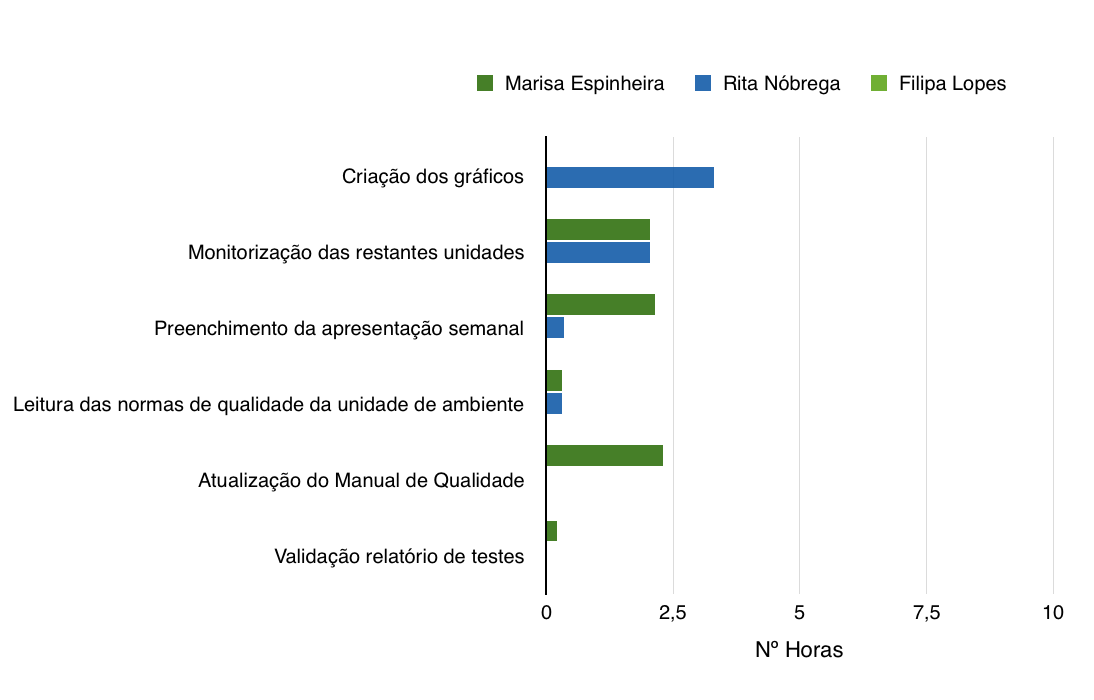 Marisa Espinheira
Rita Nóbrega
Filipa Lopes
Criação dos gráficos
Monitorização das restantes unidades
Preenchimento da apresentação semanal
Leitura das normas de qualidade da unidade de ambiente
Atualização do Manual de Qualidade
Validação relatório de testes
0
2,5
5
7,5
10
Nº Horas